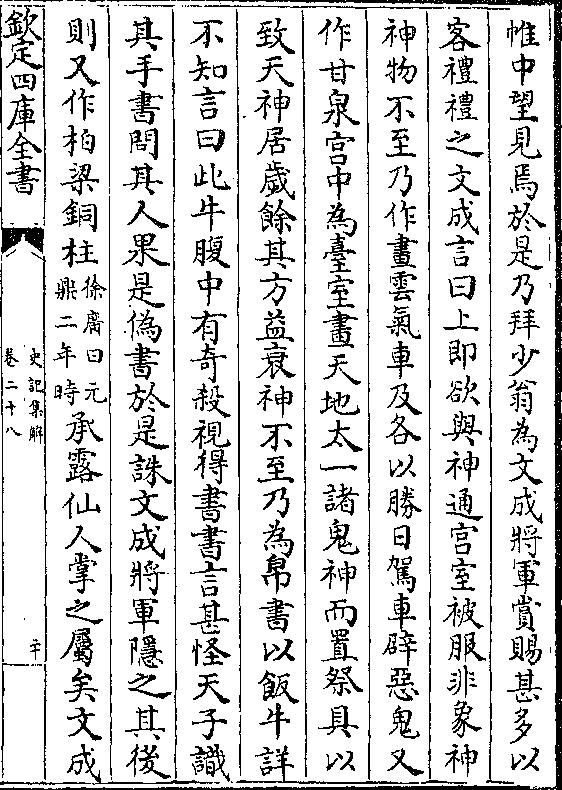 帷中望見焉於是乃拜少翁為文成將軍賞賜甚多以
客禮禮之文成言曰上即欲與神通宮室被服非象神
神物不至乃作畫雲氣車及各以勝日駕車辟惡鬼又
作甘泉宮中為臺室畫天地太一諸鬼神而置祭具以
致天神居歲餘其方益衰神不至乃為帛書以飯牛詳
不知言曰此牛腹中有奇殺視得書書言甚怪天子識
其手書問其人果是偽書於是誅文成將軍隱之其後
則又作柏梁銅柱徐廣曰元鼎二年時承露仙人掌之屬矣文成
欽定四庫全書
史記集解
卷二十八
二十